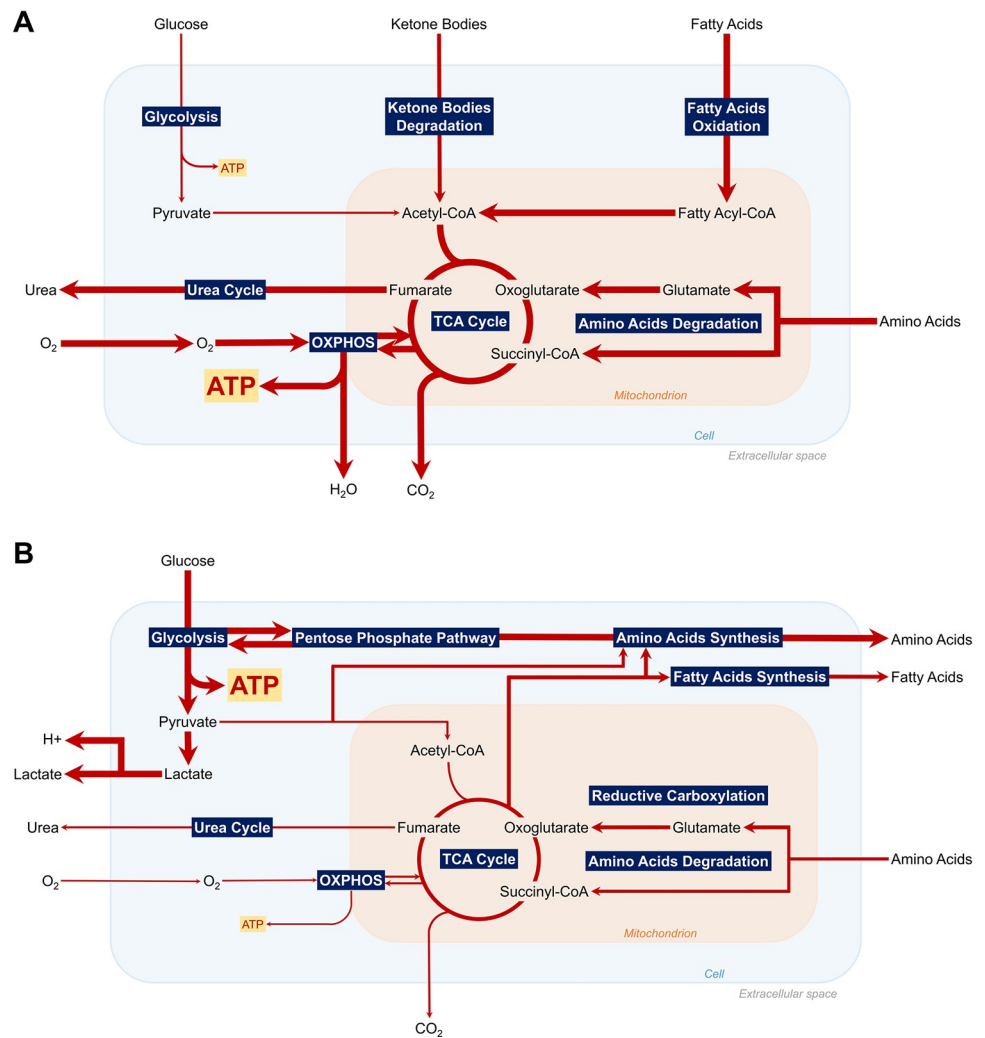 A
Glucose
Ketone Bodies
Fatty Acids
Glycolysis
Ketone Bodies
Degradation
Fatty Acids
Oxidation
ATP
Pyruvate
Acetyl-CoA
Fatty Acyl-CoA
Urea
Urea Cycle
Fumarate
Oxoglutarate
Glutamate
TCA Cycle
Amino Acids Degradation
Amino Acids
O₂
O₂
OXPHOS
Succinyl-CoA
ATP
Mitochondrion
Cell
Extracellular space
H₂O
CO₂
B
Glucose
Glycolysis
Pentose Phosphate Pathway
Amino Acids Synthesis
Amino Acids
ATP
Fatty Acids Synthesis
Fatty Acids
Pyruvate
H+
Acetyl-CoA
Lactate
Lactate
Reductive Carboxylation
Urea
Urea Cycle
Fumarate
Oxoglutarate
Glutamate
TCA Cycle
Amino Acids Degradation
Amino Acids
O₂
O₂
OXPHOS
Succinyl-CoA
ATP
Mitochondrion
Cell
Extracellular space
CO₂